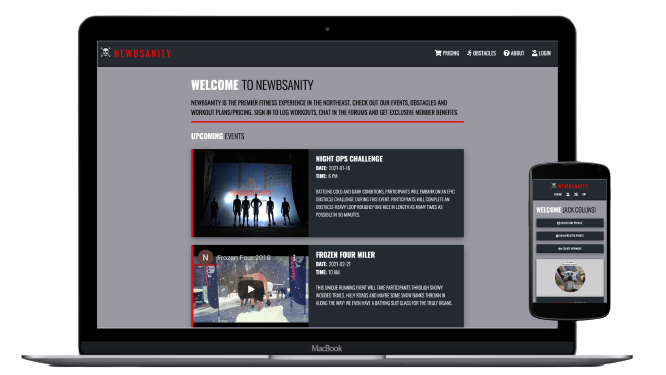 NEWBSANITY
PRICING OBSTACLES ABOUT LOGIN
WELCOME TO NEWBSANITY
NEWBSANITY IS THE PREMIER FITNESS EXPERIENCE IN THE NORTHEAST. CHECK OUT OUR EVENTS, OBSTACLES AND
WORKOUT PLANS/PRICING. SIGN IN TO LOG WORKOUTS, CHAT IN THE FORUMS AND GET EXCLUSIVE MEMBER BENEFITS.
UPCOMING EVENTS
NIGHT OPS CHALLENGE
DATE: 2021-01-16
TIME: 6 PM
BATTLING COLD AND DARK CONDITIONS, PARTICIPANTS WILL EMBARK ON AN EPIC
OBSTACLE CHALLENGE DURING THIS EVENT. PARTICIPANTS WILL COMPLETE AN
OBSTACLE-HEAVY LOOP ROUGHLY ONE MILE IN LENGTH AS MANY TIMES AS
POSSIBLE IN 90 MINUTES.
N Frozen Four 2018
FROZEN FOUR MILER
DATE: 2021-02-21
TIME: 10 AM
THIS UNIQUE RUNNING EVENT WILL TAKE PARTICIPANTS THROUGH SNOWY
WOODED TRAILS, HILLY ROADS AND MAYBE SOME SNOW BANKS THROWN IN
ALONG THE WAY! WE EVEN HAVE A BATHING SUIT CLASS FOR THE TRULY INSANE.
MacBook
NEWBSANITY
WELCOME JACK COLLINS!